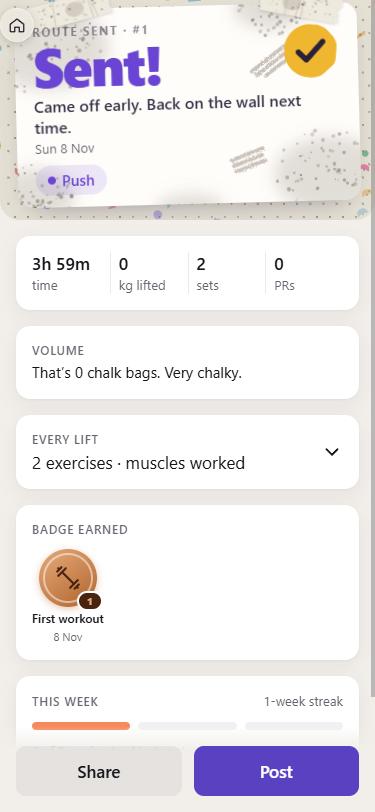 ROUTE SENT · #1
Sent!
Came off early. Back on the wall next
time.
Sun 8 Nov
Push
3h 59m
time
0
kg lifted
2
sets
0
PRs
VOLUME
That's 0 chalk bags. Very chalky.
EVERY LIFT
2 exercises · muscles worked
BADGE EARNED
1
First workout
8 Nov
THIS WEEK
1-week streak
Share
Post